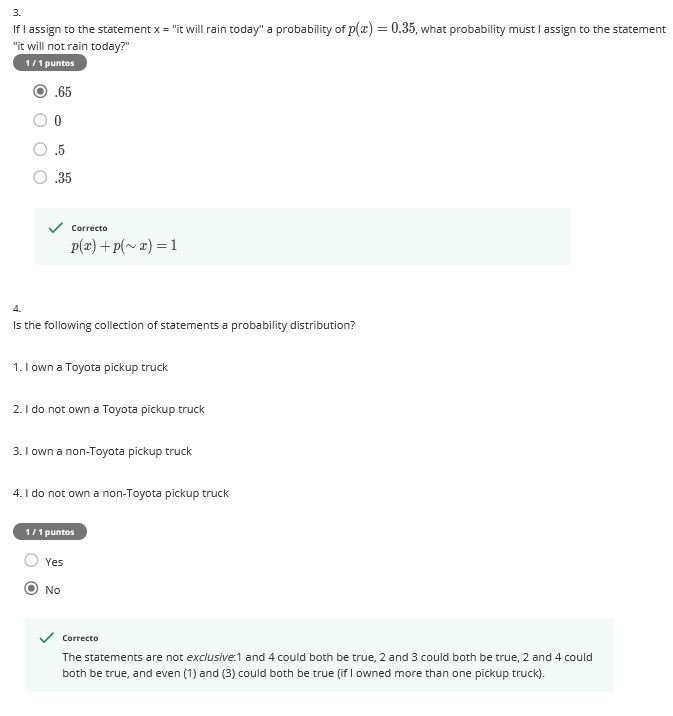 3.
If I assign to the statement x = "it will rain today" a probability of p(x) = 0.35, what probability must I assign to the statement
"it will not rain today?"
1 / 1 puntos
.65
0
.5
.35
Correcto
p(x) + p(∼ x) = 1
4.
Is the following collection of statements a probability distribution?
1. I own a Toyota pickup truck
2. I do not own a Toyota pickup truck
3. I own a non-Toyota pickup truck
4. I do not own a non-Toyota pickup truck
1 / 1 puntos
Yes
No
Correcto
The statements are not exclusive:1 and 4 could both be true, 2 and 3 could both be true, 2 and 4 could
both be true, and even (1) and (3) could both be true (if I owned more than one pickup truck).